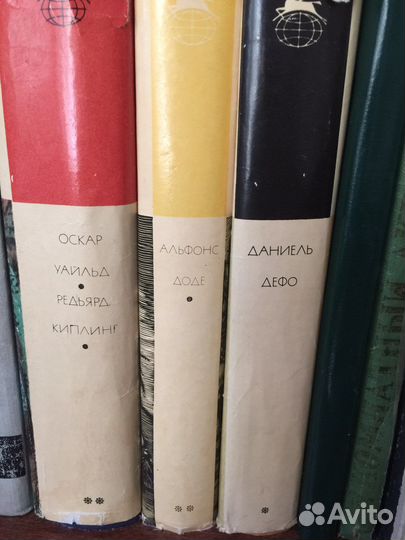 ОСКАР
УАЙЛЬД
РЕДЬЯРД
КИПЛИНГ
**
АЛЬФОНС
ДОДЕ
**
ДАНИЕЛЬ
ДЕФО
*
Avito